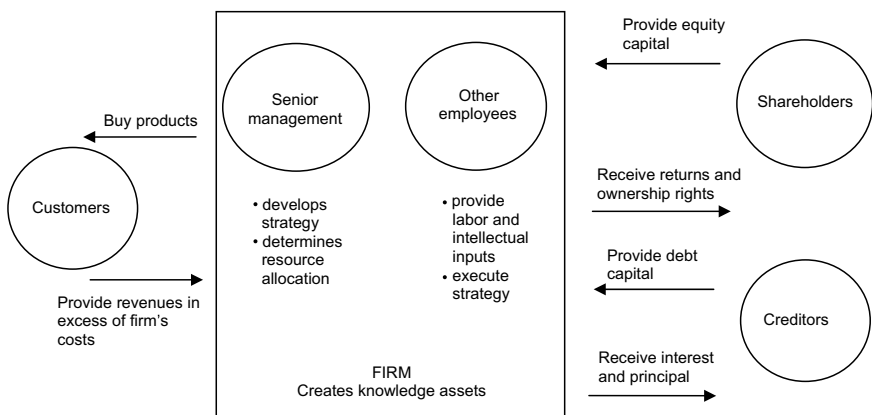 Buy products
Customers
Provide revenues in
excess of firm's
costs
Senior
management
• develops
strategy
• determines
resource
allocation
Other
employees
• provide
labor and
intellectual
inputs
• execute
strategy
FIRM
Creates knowledge assets
Provide equity
capital
Shareholders
Receive returns and
ownership rights
Provide debt
capital
Creditors
Receive interest
and principal